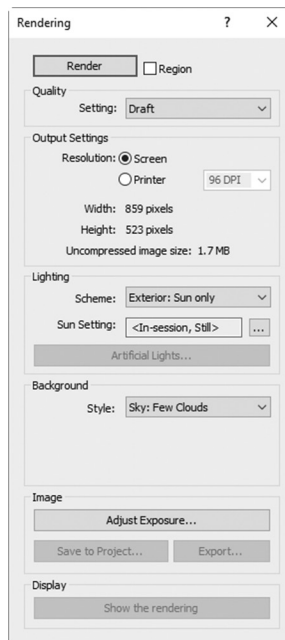 Rendering ? ×
Render Region
Quality
Setting: Draft
Output Settings
Resolution: Screen
Printer 96 DPI
Width: 859 pixels
Height: 523 pixels
Uncompressed image size: 1.7 MB
Lighting
Scheme: Exterior: Sun only
Sun Setting: <In-session, Still> ...
Artificial Lights...
Background
Style: Sky: Few Clouds
Image
Adjust Exposure...
Save to Project... Export...
Display
Show the rendering